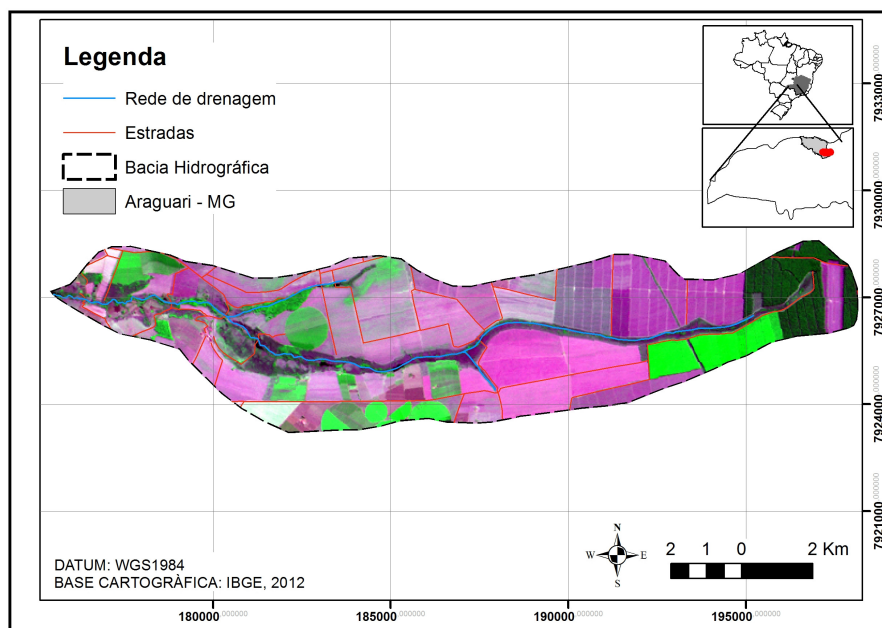 Legenda
Rede de drenagem
Estradas
Bacia Hidrográfica
Araguari - MG
7933000,000000
7930000,000000
7927000,000000
7924000,000000
7921000,000000
N
W E
S
2 1 0 2 Km
DATUM: WGS1984
BASE CARTOGRÀFICA: IBGE, 2012
180000,000000 185000,000000 190000,000000 195000,000000